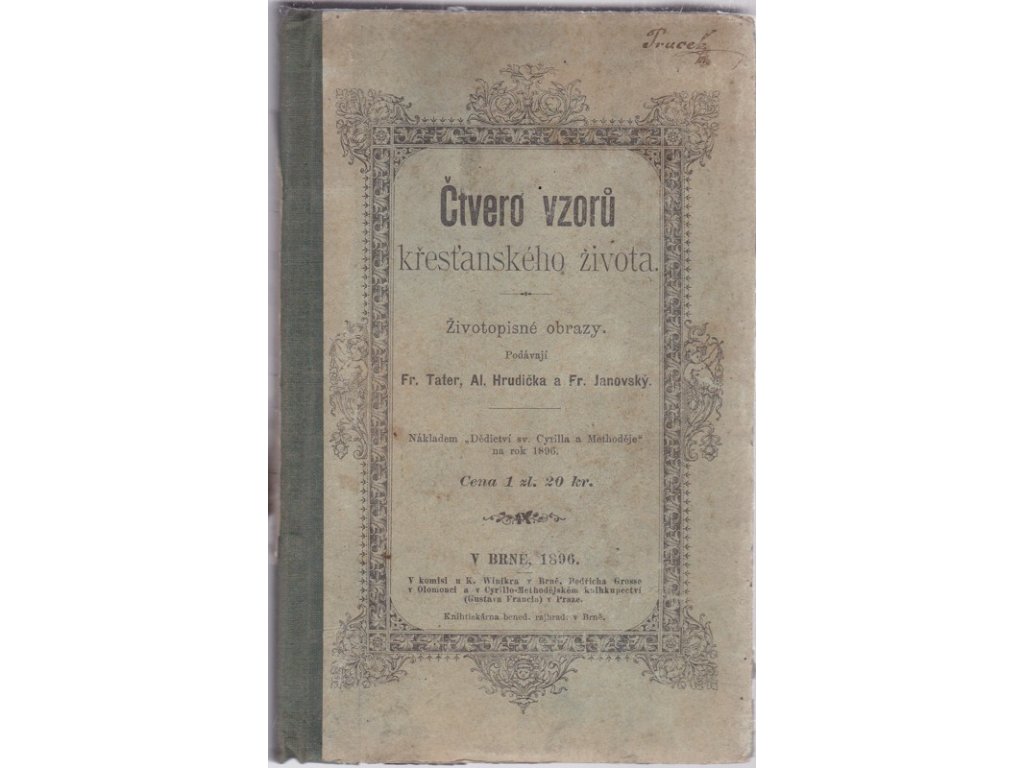 Čtvero vzorů
křesťanského života.
Životopisné obrazy.
Podávají
Fr. Tater, Al. Hrudička a Fr. Janovský.
Nákladem „Dědictví sv. Cyrilla a Methoděje“
na rok 1896.
Cena 1 zl. 20 kr.
V BRNĚ, 1896.
V komisi u K. Winikra v Brně, Bedřicha Grosse
v Olomouci a v Cyrillo-Methodějském knihkupectví
(Gustava Francla) v Praze.
Knihtiskárna bened. rajhrad. v Brně.